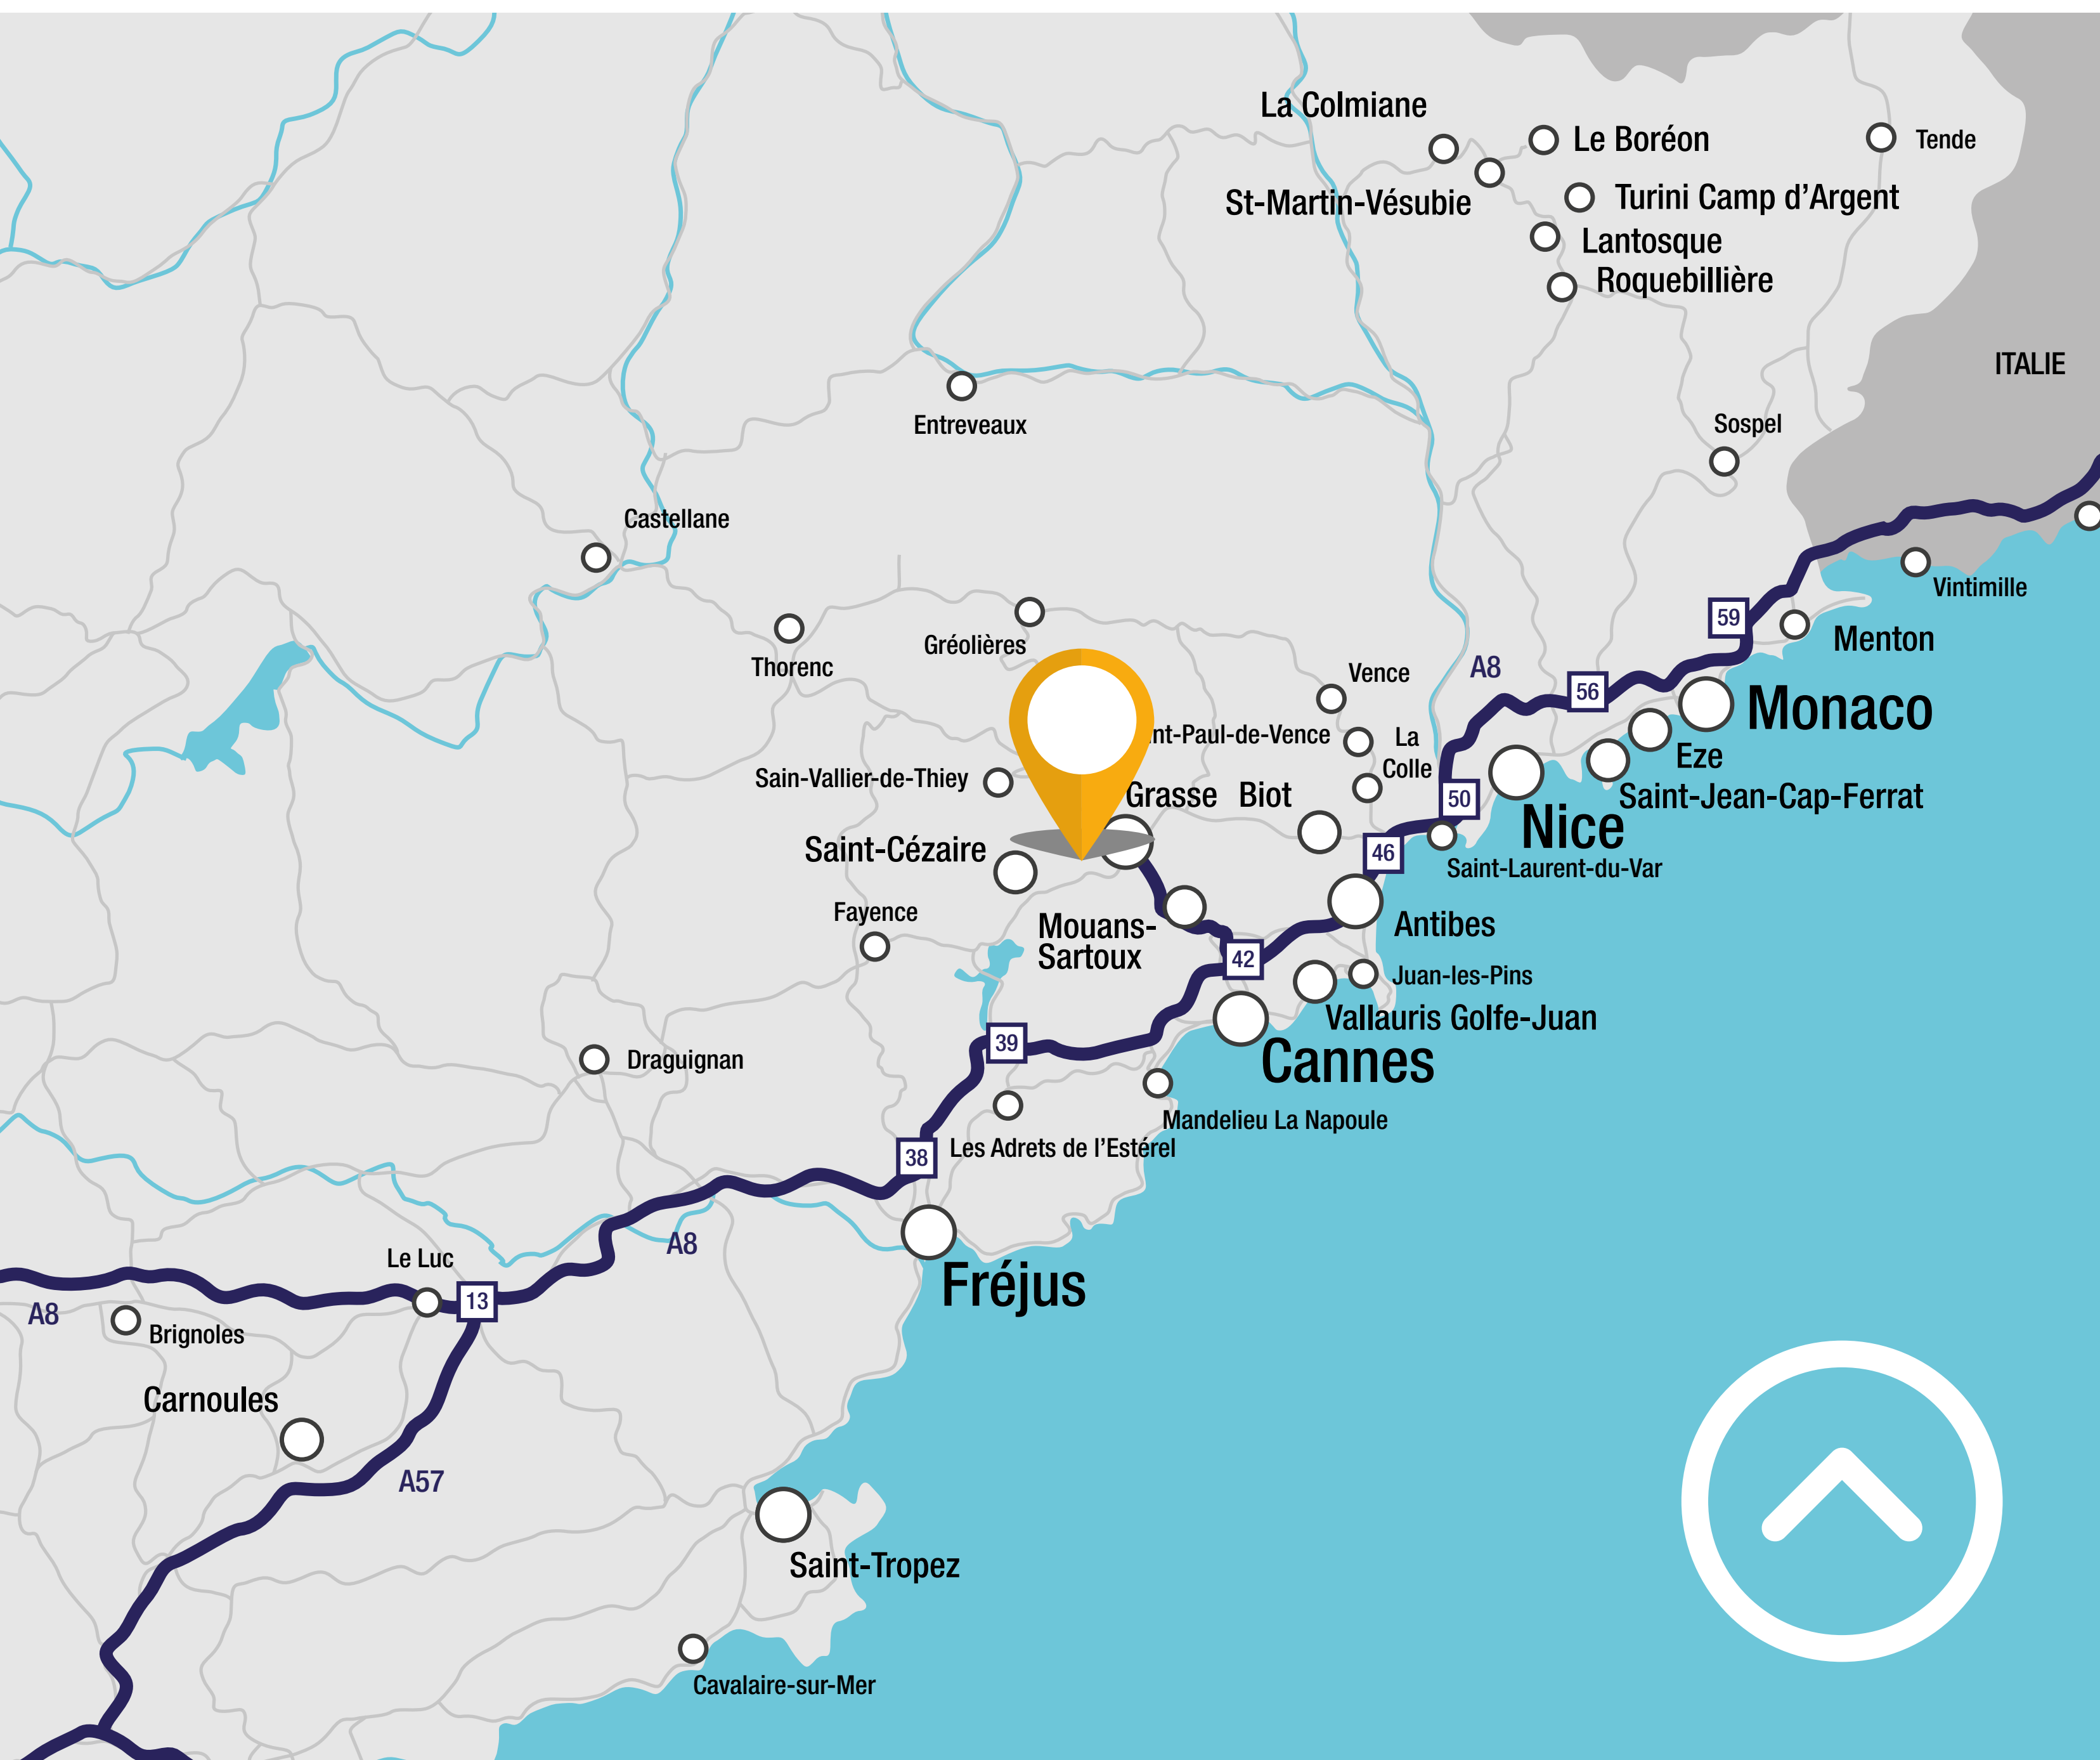 La Colmiane
Le Boréon
Tende
Turini Camp d'Argent
St-Martin-Vésubie
Lantosque
Roquebillière
ITALIE
Entreveaux
Sospel
Castellane
Vintimille
59
Menton
Gréolières
Thorenc
Vence
A8
56
Monaco
nt-Paul-de-Vence
La
Colle
Eze
Sain-Vallier-de-Thiey
Grasse
Biot
50
Saint-Jean-Cap-Ferrat
Nice
Saint-Cézaire
46
Saint-Laurent-du-Var
Fayence
Mouans-
Sartoux
Antibes
42
Juan-les-Pins
Vallauris Golfe-Juan
39
Cannes
Draguignan
Mandelieu La Napoule
Les Adrets de l'Estérel
38
A8
Le Luc
Fréjus
13
A8
Brignoles
Carnoules
A57
Saint-Tropez
Cavalaire-sur-Mer